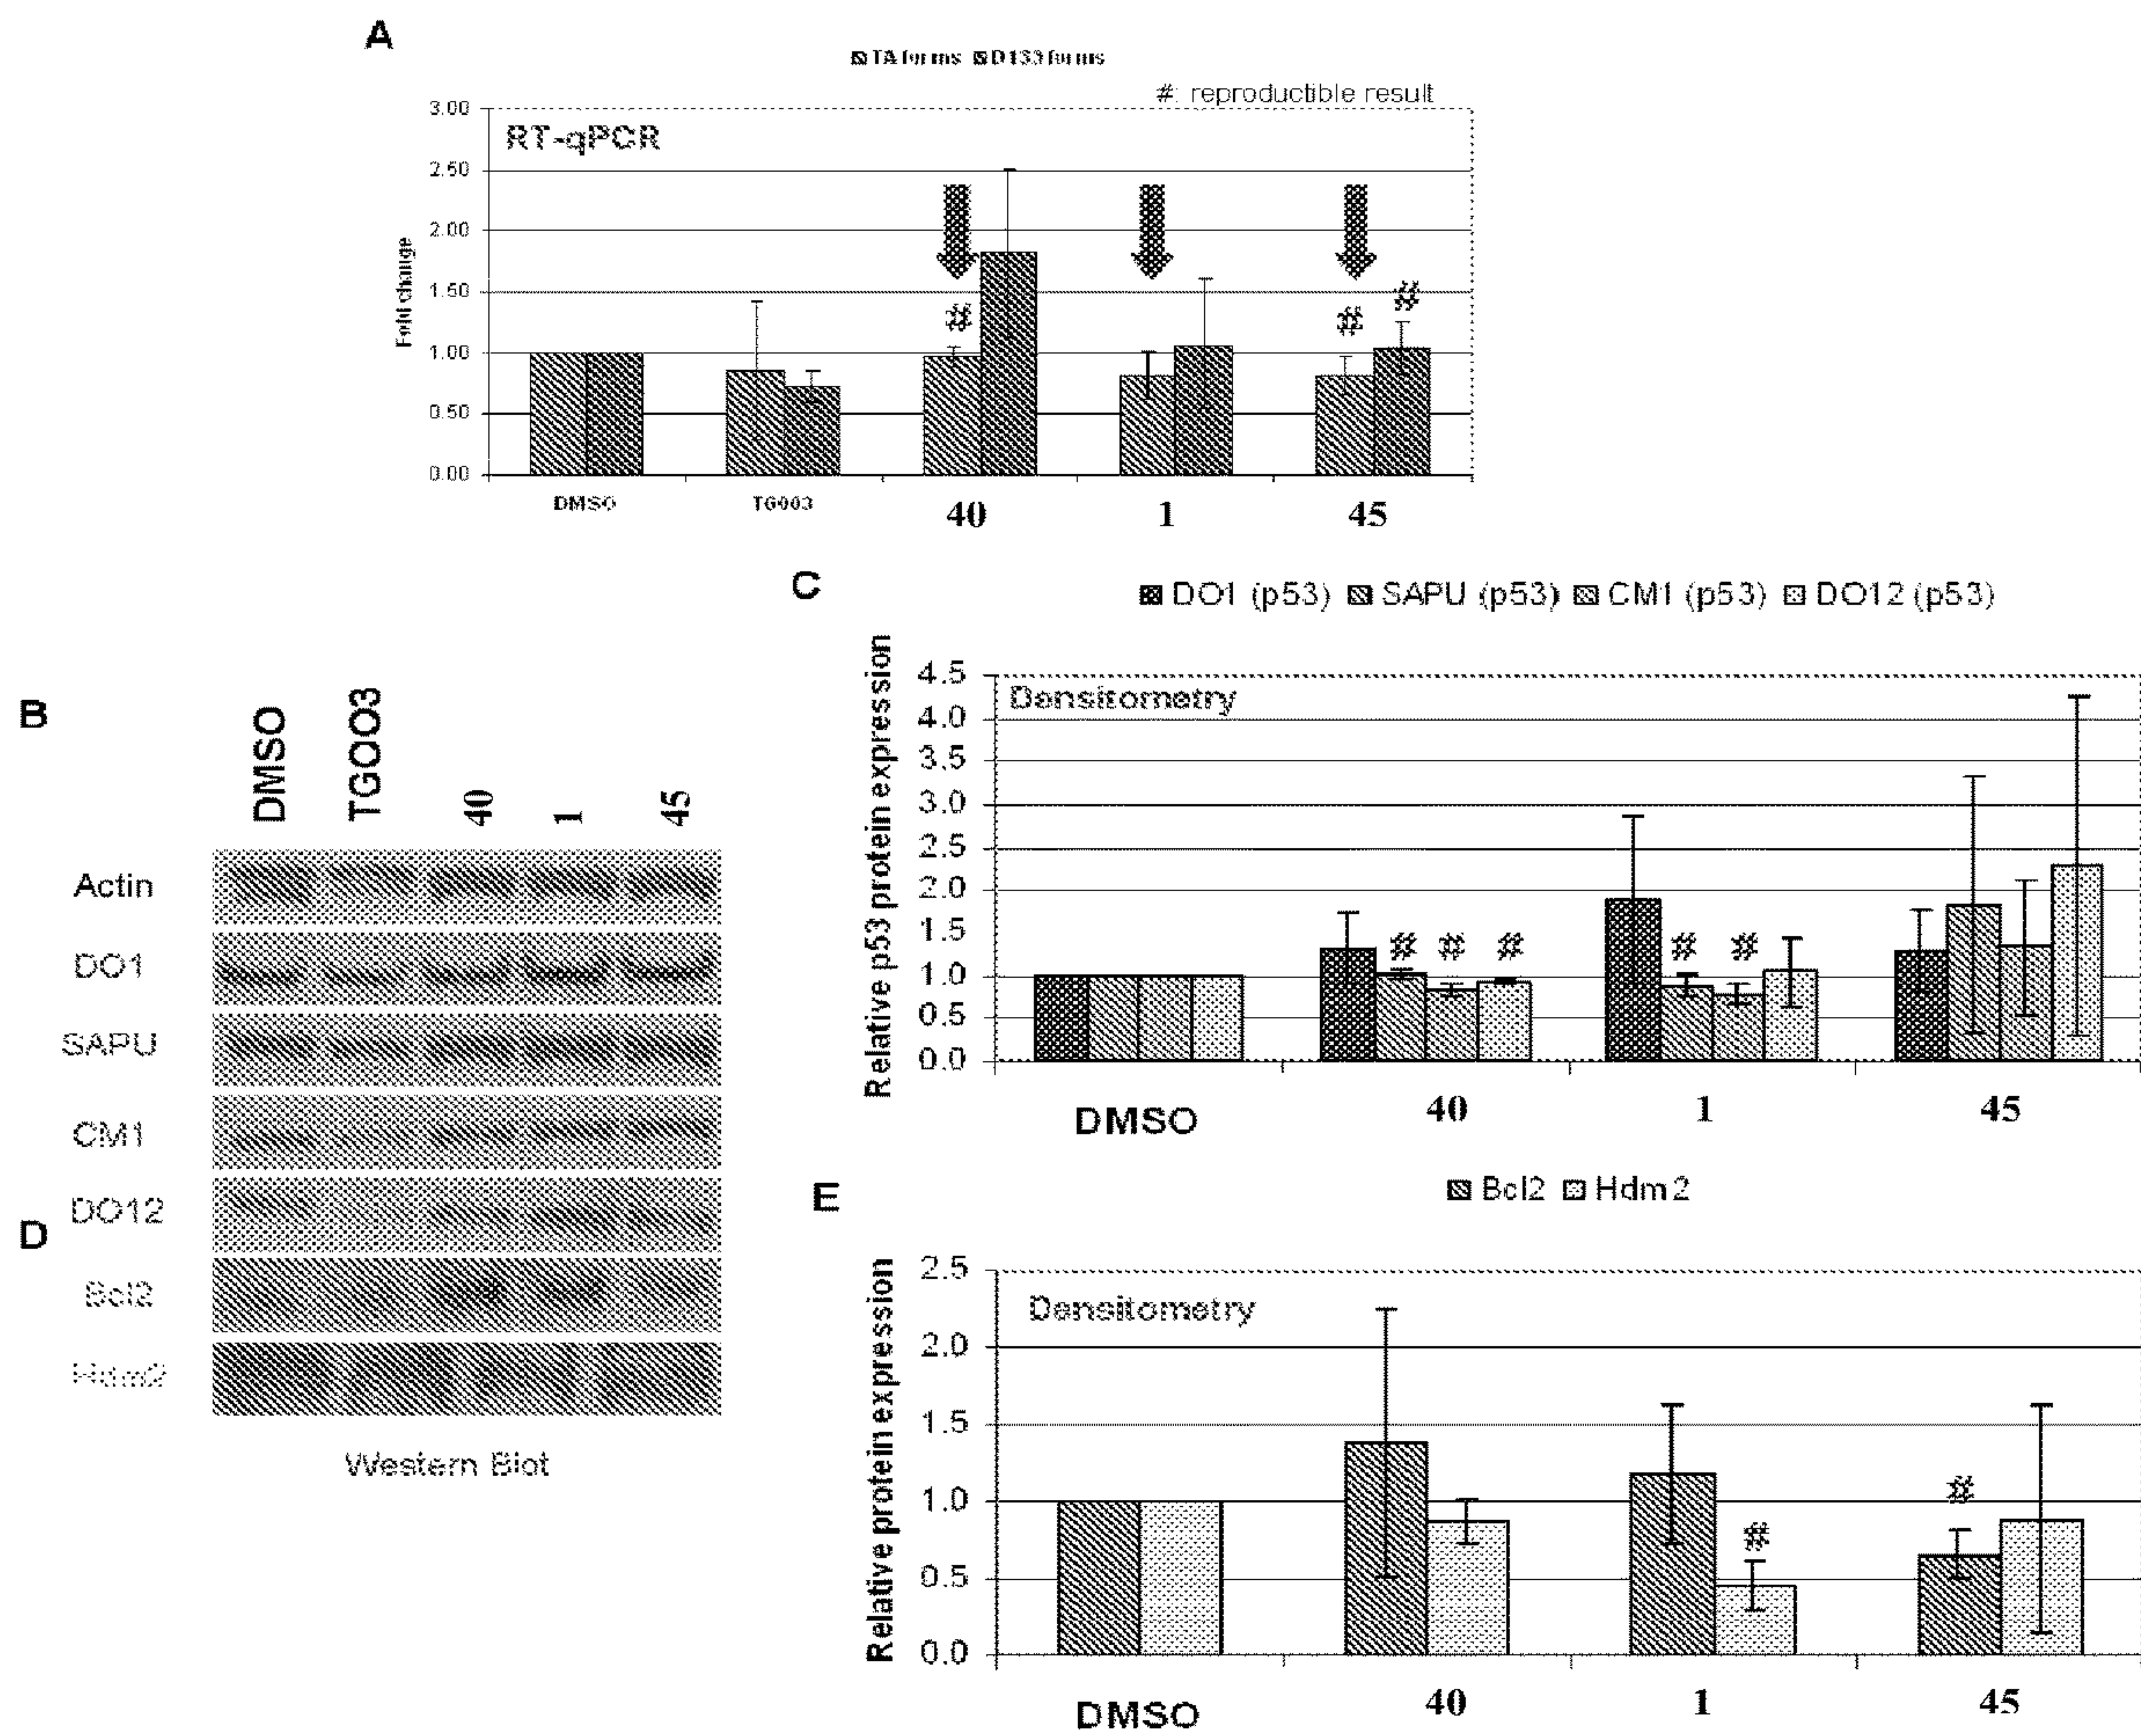 A
TA forms D133 forms
#: reproductible result
3.00
RT-qPCR
2.50
2.00
1.50
1.00
0.50
0.00
Fold change
# # #
DMSO TG003 40 1 45
B
DMSO TGOO3 40 1 45
Actin
DO1
SAPU
CM1
DO12
D
Bcl2
Hdm2
Western Blot
C
DO1 (p53) SAPU (p53) CM1 (p53) DO12 (p53)
Relative p53 protein expression
4.5
Densitometry
4.0
3.5
3.0
2.5
2.0
1.5
1.0
0.5
0.0
# # # # #
DMSO 40 1 45
E
Bcl2 Hdm2
Relative protein expression
2.5
Densitometry
2.0
1.5
1.0
0.5
0.0
# #
DMSO 40 1 45